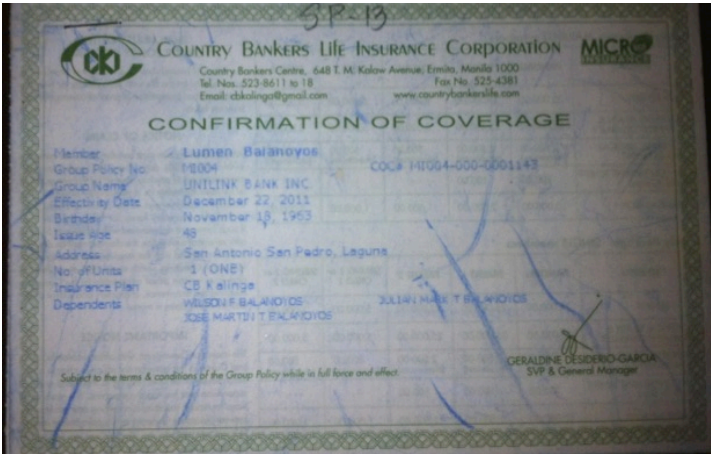 SP-13
CBLI
COUNTRY BANKERS LIFE INSURANCE CORPORATION
MICRO
INSURANCE
Country Bankers Centre, 648 T. M. Kalaw Avenue, Ermita, Manila 1000
Tel. Nos. 523-8611 to 18 Fax No. 525-4381
Email: cbkalinga@gmail.com www.countrybankerslife.com
CONFIRMATION OF COVERAGE
Member Lumen Balanoyos
Group Policy No. MI004 COC# MI004-000-0001143
Group Name UNILINK BANK INC
Effectivity Date December 22, 2011
Birthday November 18, 1963
Issue Age 48
Address San Antonio San Pedro, Laguna
No. of Units 1 (ONE)
Insurance Plan CB Kalinga
Dependents WILSON F BALANOYOS JULIAN MARK T BALANOYOS
JOSE MARTIN T BALANOYOS
GERALDINE DESIDERIO-GARCIA
SVP & General Manager
Subject to the terms & conditions of the Group Policy while in full force and effect.